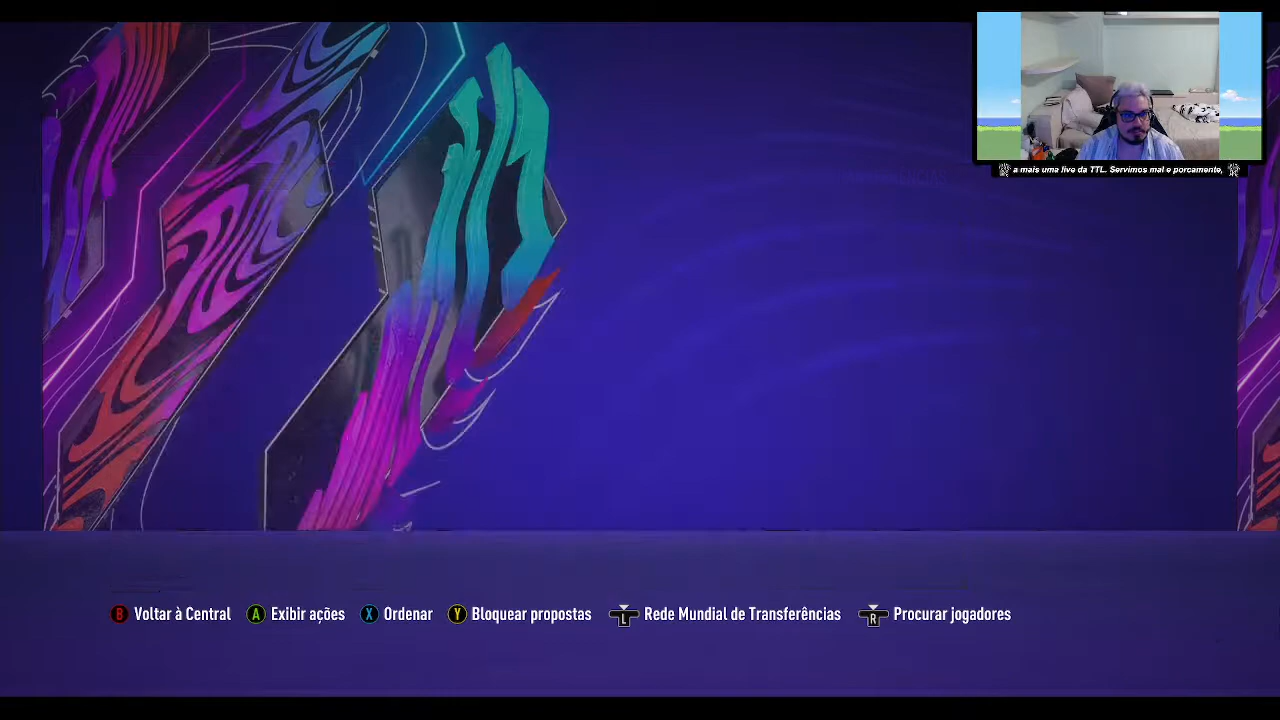 a mais uma live da TTL. Servimos mal e porcamente,
B Voltar à Central A Exibir ações X Ordenar Y Bloquear propostas L Rede Mundial de Transferências R Procurar jogadores